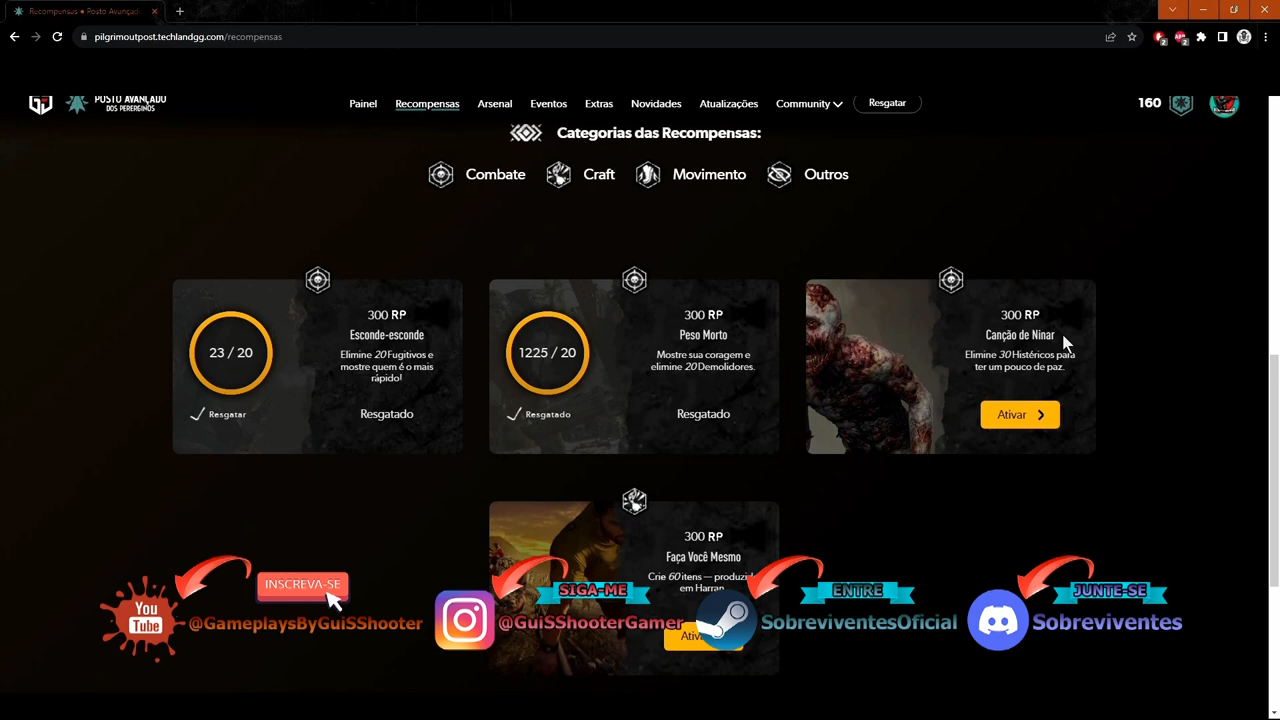 Recompensas • Posto Avançad
pilgrimoutpost.techlandgg.com/recompensas
2
ABP
2
POSTO AVANÇADO
DOS PEREGRINOS
Painel
Recompensas
Arsenal
Eventos
Extras
Novidades
Atualizações
Community
Resgatar
160
Categorias das Recompensas:
Combate
Craft
Movimento
Outros
23 / 20
Resgatar
300 RP
Esconde-esconde
Elimine 20 Fugitivos e
mostre quem é o mais
rápido!
Resgatado
1225 / 20
Resgatado
300 RP
Peso Morto
Mostre sua coragem e
elimine 20 Demolidores.
Resgatado
300 RP
Canção de Ninar
Elimine 30 Histéricos para
ter um pouco de paz.
Ativar
300 RP
Faça Você Mesmo
Crie 60 itens — produzid
em Harran
Ativ
You
Tube
INSCREVA-SE
@GameplaysByGuiSShooter
SIGA-ME
@GuiSShooterGamer
ENTRE
SobreviventesOficial
JUNTE-SE
Sobreviventes